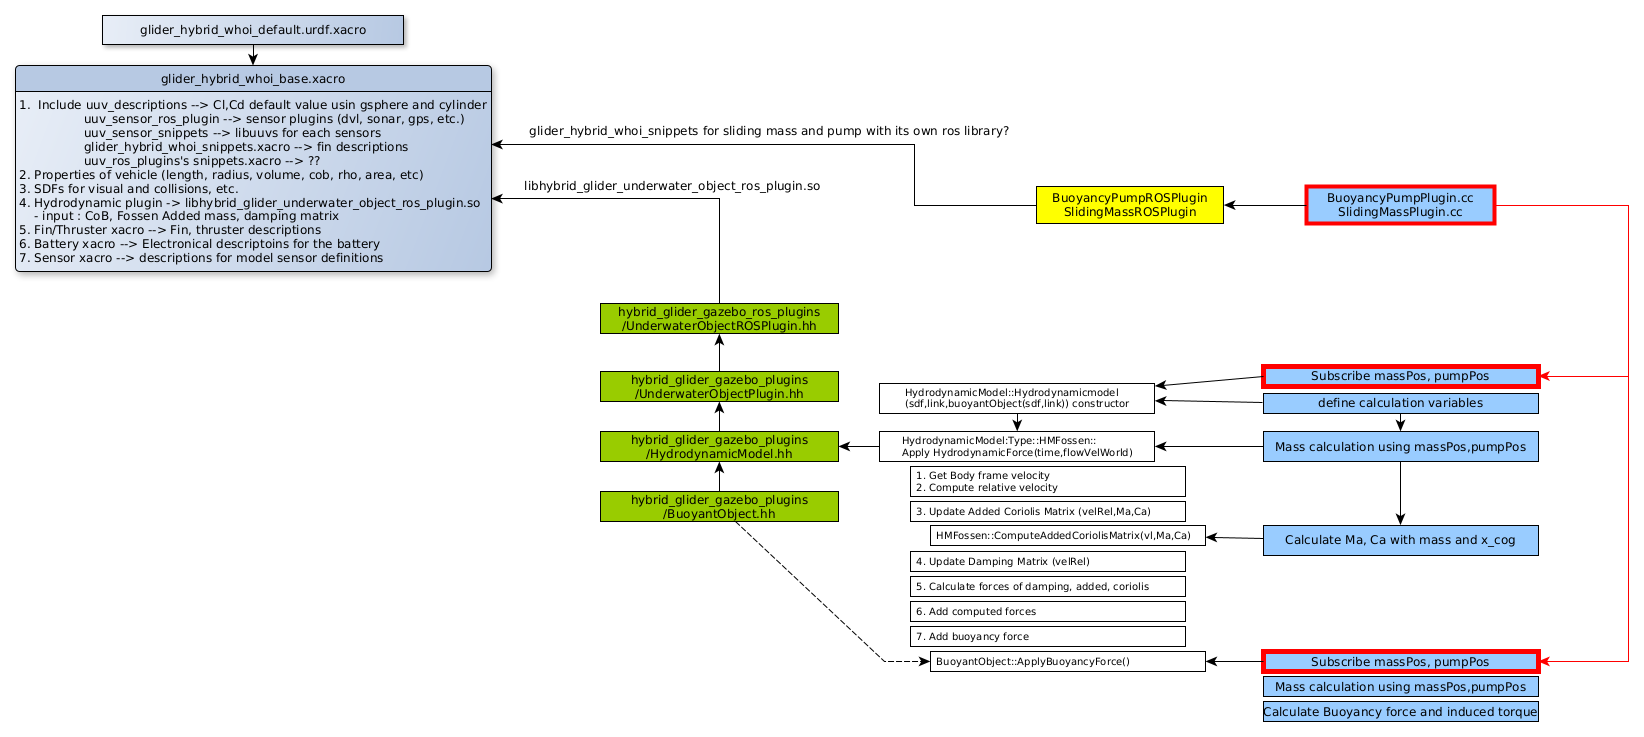 glider_hybrid_whoi_default.urdf.xacro
glider_hybrid_whoi_base.xacro
1.  Include uuv_descriptions --> Cl,Cd default value usin gsphere and cylinder
uuv_sensor_ros_plugin --> sensor plugins (dvl, sonar, gps, etc.)
uuv_sensor_snippets --> libuuvs for each sensors
glider_hybrid_whoi_snippets.xacro --> fin descriptions
uuv_ros_plugins's snippets.xacro --> ??
2. Properties of vehicle (length, radius, volume, cob, rho, area, etc)
3. SDFs for visual and collisions, etc.
4. Hydrodynamic plugin -> libhybrid_glider_underwater_object_ros_plugin.so
- input : CoB, Fossen Added mass, damping matrix
5. Fin/Thruster xacro --> Fin, thruster descriptions
6. Battery xacro --> Electronical descriptoins for the battery
7. Sensor xacro --> descriptions for model sensor definitions
glider_hybrid_whoi_snippets for sliding mass and pump with its own ros library?
libhybrid_glider_underwater_object_ros_plugin.so
BuoyancyPumpROSPlugin
SlidingMassROSPlugin
BuoyancyPumpPlugin.cc
SlidingMassPlugin.cc
hybrid_glider_gazebo_ros_plugins
/UnderwaterObjectROSPlugin.hh
hybrid_glider_gazebo_plugins
/UnderwaterObjectPlugin.hh
hybrid_glider_gazebo_plugins
/HydrodynamicModel.hh
hybrid_glider_gazebo_plugins
/BuoyantObject.hh
HydrodynamicModel::Hydrodynamicmodel
(sdf,link,buoyantObject(sdf,link)) constructor
HydrodynamicModel:Type::HMFossen::
Apply HydrodynamicForce(time,flowVelWorld)
1. Get Body frame velocity
2. Compute relative velocity
3. Update Added Coriolis Matrix (velRel,Ma,Ca)
HMFossen::ComputeAddedCoriolisMatrix(vl,Ma,Ca)
4. Update Damping Matrix (velRel)
5. Calculate forces of damping, added, coriolis
6. Add computed forces
7. Add buoyancy force
BuoyantObject::ApplyBuoyancyForce()
Subscribe massPos, pumpPos
define calculation variables
Mass calculation using massPos,pumpPos
Calculate Ma, Ca with mass and x_cog
Subscribe massPos, pumpPos
Mass calculation using massPos,pumpPos
Calculate Buoyancy force and induced torque